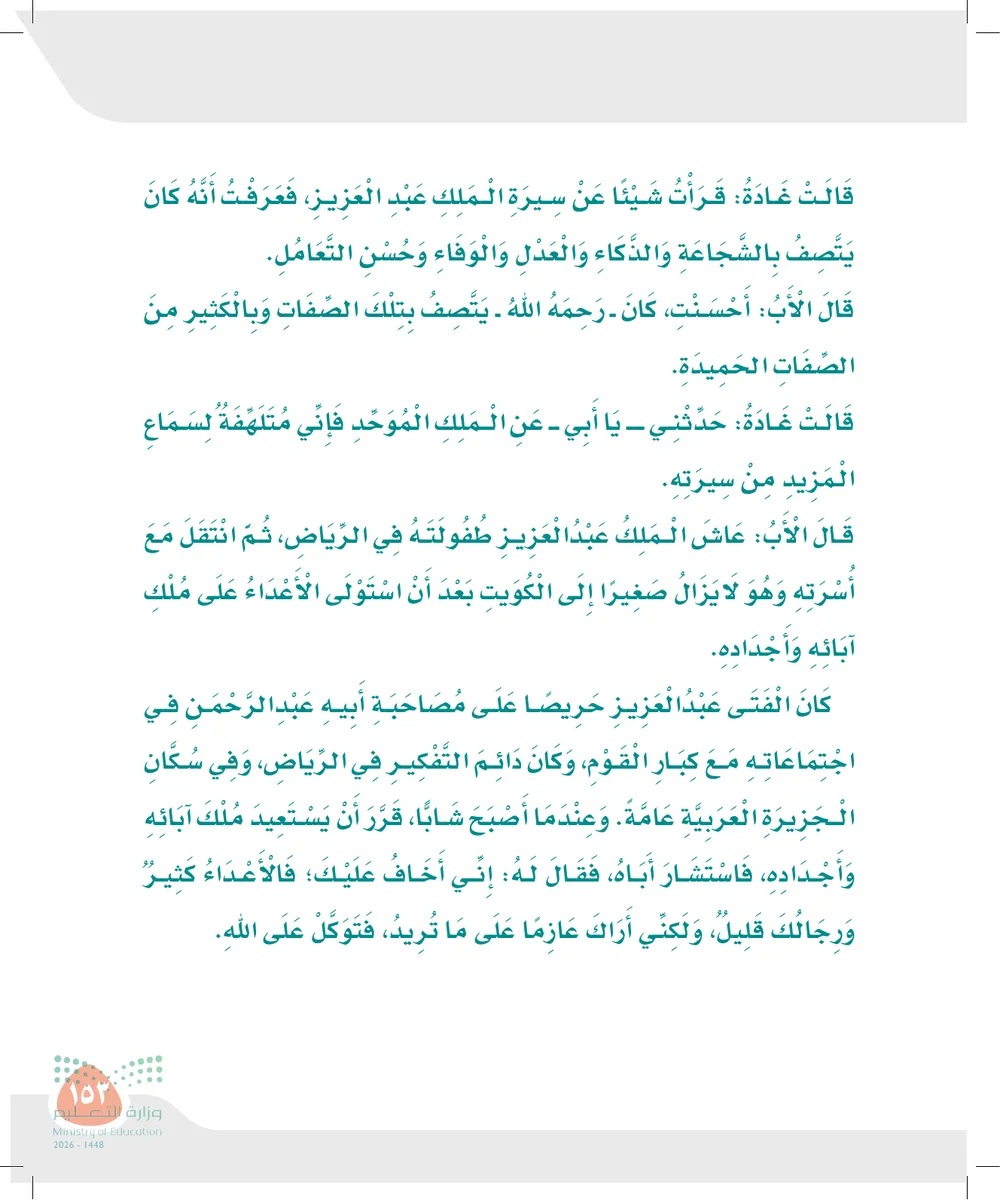 قَالَتْ غَادَةُ: قَرَأْتُ شَيْئًا عَنْ سِيرَةِ الْمَلِكِ عَبْدِ الْعَزِيزِ، فَعَرَفْتُ أَنَّهُ كَانَ
يَتَّصِفُ بِالشَّجَاعَةِ وَالذَّكَاءِ وَالْعَدْلِ وَالْوَفَاءِ وَحُسْنِ التَّعَامُلِ.
قَالَ الْأَبُ: أَحْسَنْتِ، كَانَ ـ رَحِمَهُ اللهُ ـ يَتَّصِفُ بِتِلْكَ الصِّفَاتِ وَبِالْكَثِيرِ مِنَ
الصِّفَاتِ الحَمِيدَةِ.
قَالَتْ غَادَةُ: حَدِّثْنِي ــ يَا أَبِي ـ عَنِ الْمَلِكِ الْمُوَحِّدِ فَإِنِّي مُتَلَهِّفَةٌ لِسَمَاعِ
الْمَزِيدِ مِنْ سِيرَتِهِ.
قَالَ الْأَبُ: عَاشَ الْمَلِكُ عَبْدُالْعَزِيزِ طُفُولَتَهُ فِي الرِّيَاضِ، ثُمَّ انْتَقَلَ مَعَ
أُسْرَتِهِ وَهُوَ لَا يَزَالُ صَغِيرًا إِلَى الْكُوَيتِ بَعْدَ أَنْ اسْتَوْلَى الْأَعْدَاءُ عَلَى مُلْكِ
آبَائِهِ وَأَجْدَادِهِ.
كَانَ الْفَتَى عَبْدُالْعَزِيزِ حَرِيصًا عَلَى مُصَاحَبَةِ أَبِيهِ عَبْدِالرَّحْمَنِ فِي
اجْتِمَاعَاتِهِ مَعَ كِبَارِ الْقَوْمِ، وَكَانَ دَائِمَ التَّفْكِيرِ فِي الرِّيَاضِ، وَفِي سُكَّانِ
الْجَزِيرَةِ الْعَرَبِيَّةِ عَامَّةً. وَعِنْدَمَا أَصْبَحَ شَابًّا، قَرَّرَ أَنْ يَسْتَعِيدَ مُلْكَ آبَائِهِ
وَأَجْدَادِهِ، فَاسْتَشَارَ أَبَاهُ، فَقَالَ لَهُ: إِنِّي أَخَافُ عَلَيْكَ؛ فَالْأَعْدَاءُ كَثِيرٌ
وَرِجَالُكَ قَلِيلٌ، وَلَكِنِّي أَرَاكَ عَازِمًا عَلَى مَا تُرِيدُ، فَتَوَكَّلْ عَلَى اللهِ.
١٥٣
وزارة التعليم
Ministry of Education
2026 - 1448